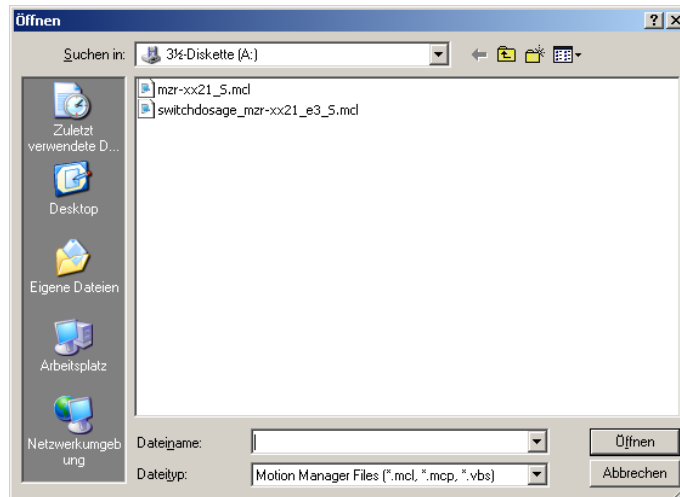 Öffnen
Suchen in:
3½-Diskette (A:)
mzr-xx21_S.mcl
switchdosage_mzr-xx21_e3_S.mcl
Zuletzt
verwendete D...
Desktop
Eigene Dateien
Arbeitsplatz
Netzwerkumgeb
ung
Dateiname:
Öffnen
Dateityp:
Motion Manager Files (*.mcl, *.mcp, *.vbs)
Abbrechen